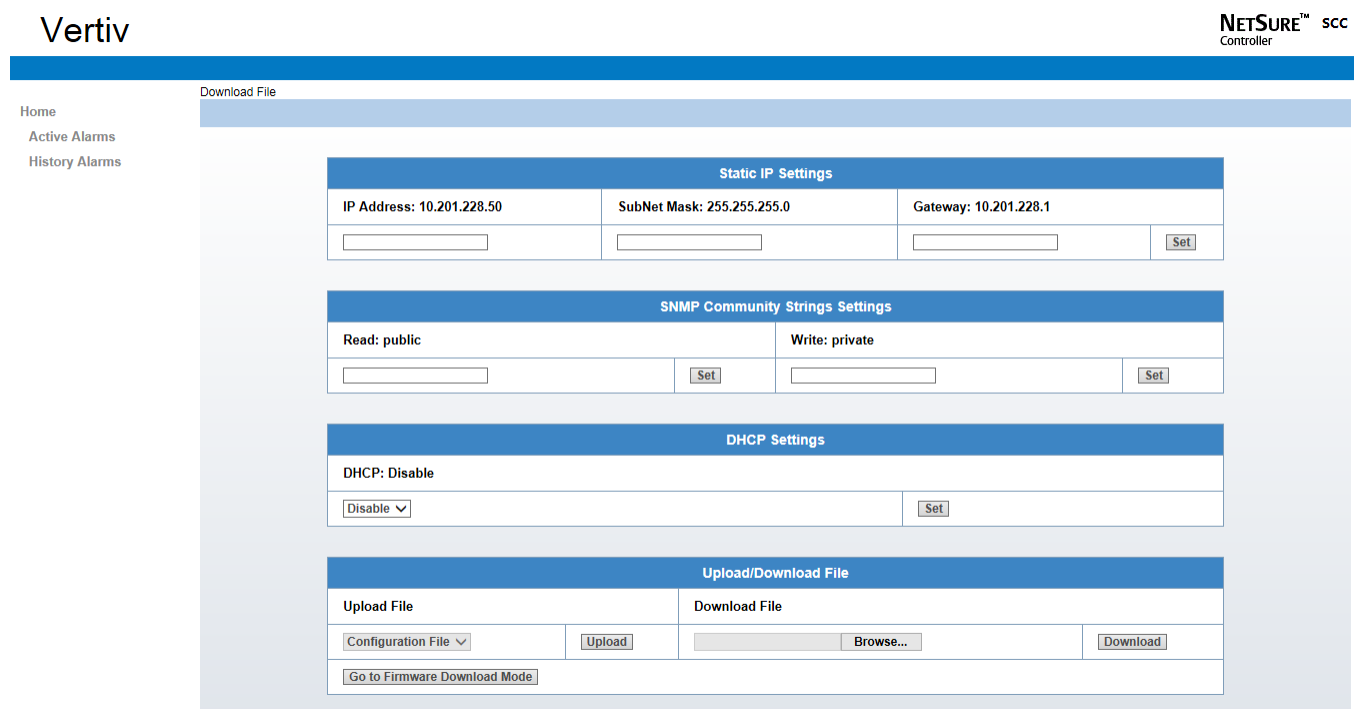 Vertiv
NETSURE™ SCC
Controller
Download File
Home
Active Alarms
History Alarms
Static IP Settings
IP Address: 10.201.228.50 SubNet Mask: 255.255.255.0 Gateway: 10.201.228.1
Set
SNMP Community Strings Settings
Read: public Write: private
Set Set
DHCP Settings
DHCP: Disable
Disable Set
Upload/Download File
Upload File Download File
Configuration File Upload Browse... Download
Go to Firmware Download Mode